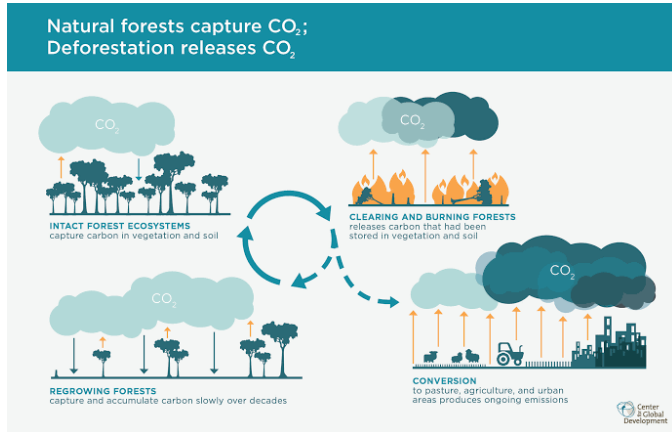 Natural forests capture CO₂;
Deforestation releases CO₂
CO₂
INTACT FOREST ECOSYSTEMS
capture carbon in vegetation and soil
CO₂
CLEARING AND BURNING FORESTS
releases carbon that had been
stored in vegetation and soil
CO₂
REGROWING FORESTS
capture and accumulate carbon slowly over decades
CO₂
CONVERSION
to pasture, agriculture, and urban
areas produces ongoing emissions
Center
for Global
Development